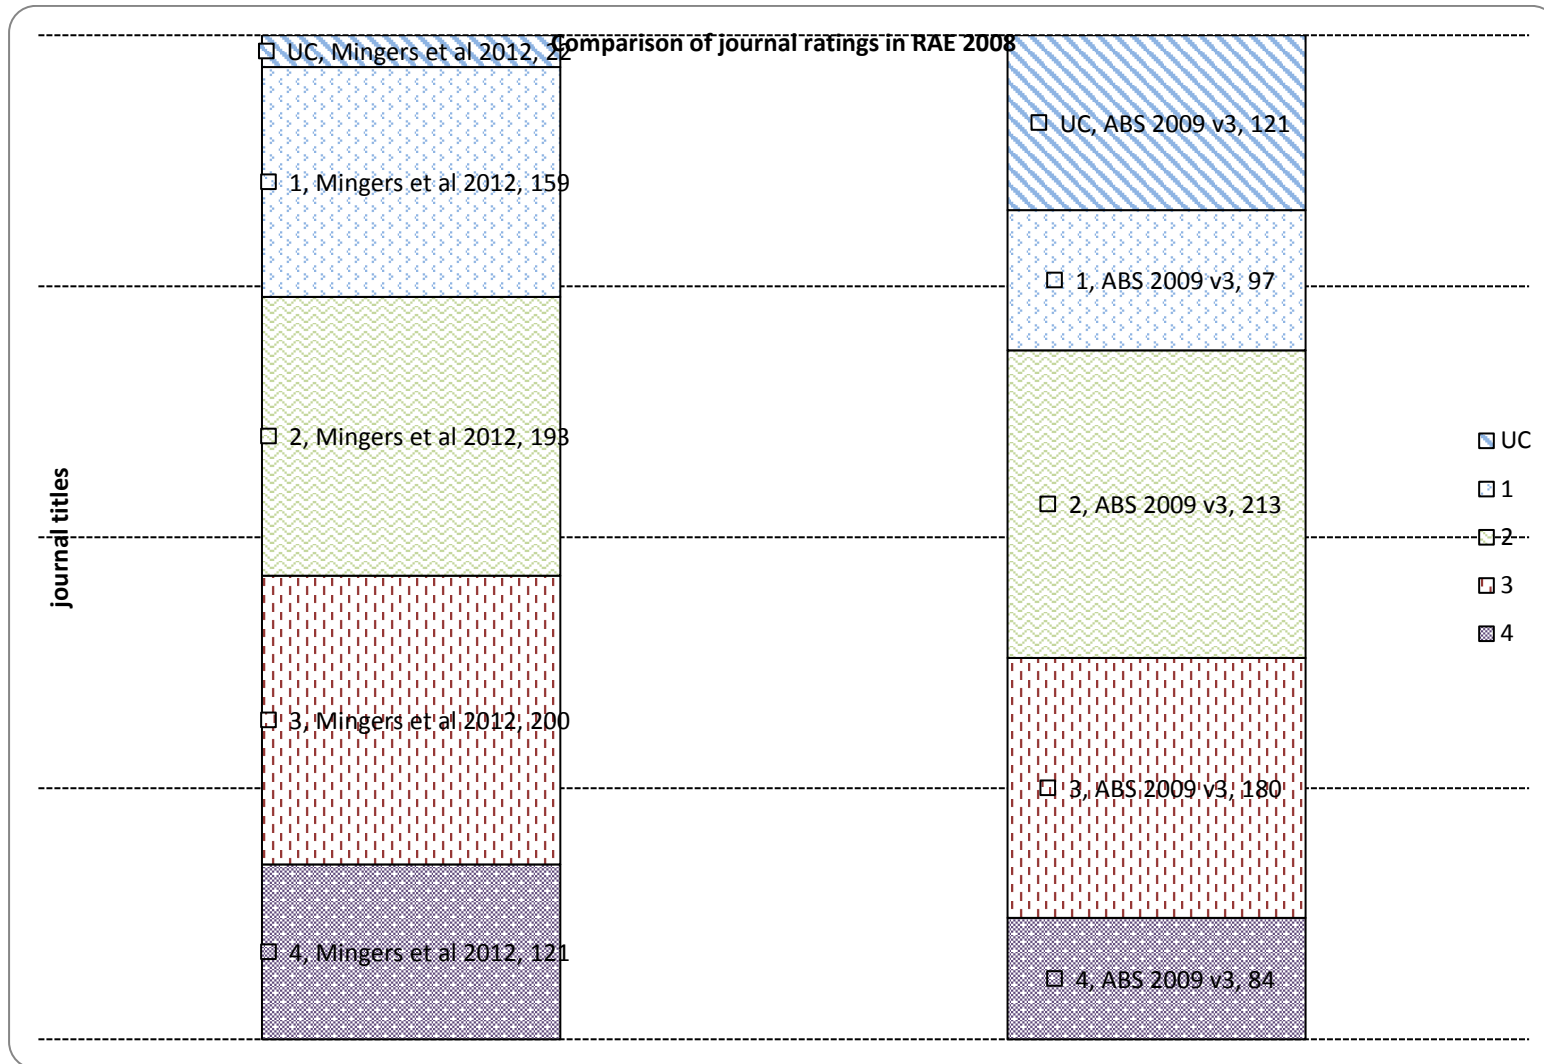 Comparison of journal ratings in RAE 2008
journal titles
UC, Mingers et al 2012, 22
1, Mingers et al 2012, 159
2, Mingers et al 2012, 193
3, Mingers et al 2012, 200
4, Mingers et al 2012, 121
UC, ABS 2009 v3, 121
1, ABS 2009 v3, 97
2, ABS 2009 v3, 213
3, ABS 2009 v3, 180
4, ABS 2009 v3, 84
UC
1
2
3
4